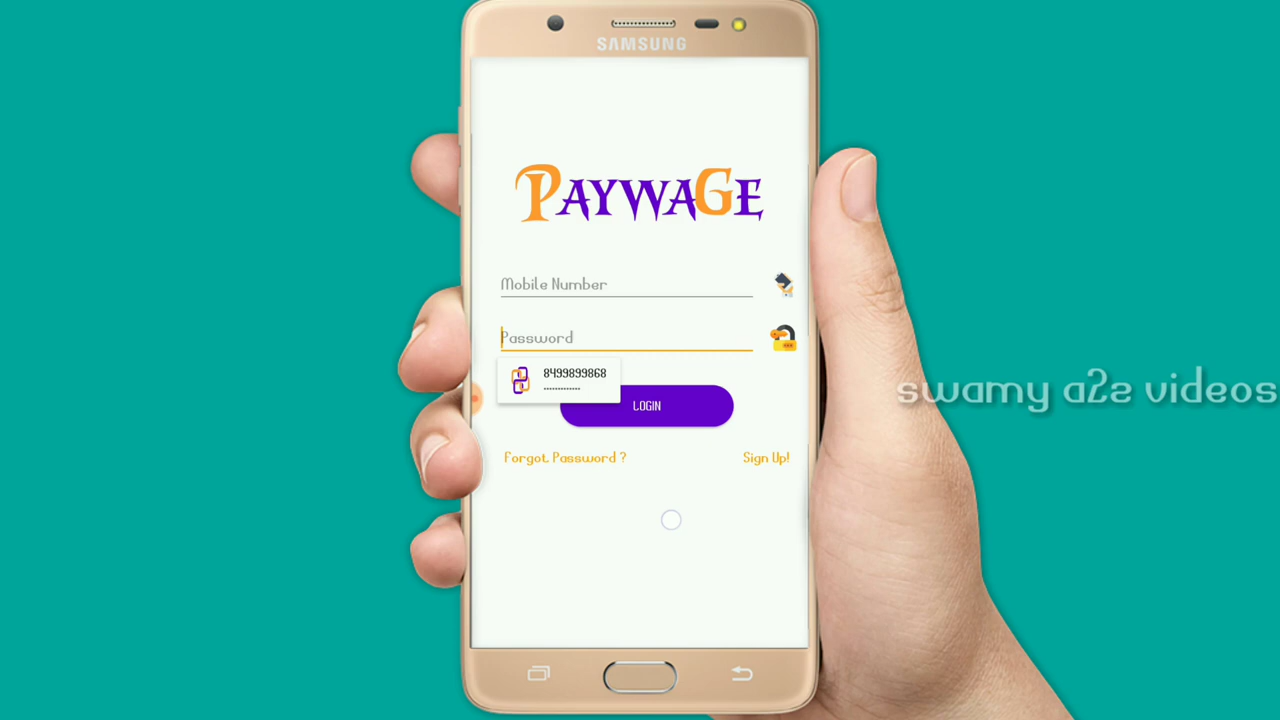 SAMSUNG
PAYWAGE
Mobile Number
Password
8499899868
LOGIN
Forgot Password ?
Sign Up!
swamy a2z videos